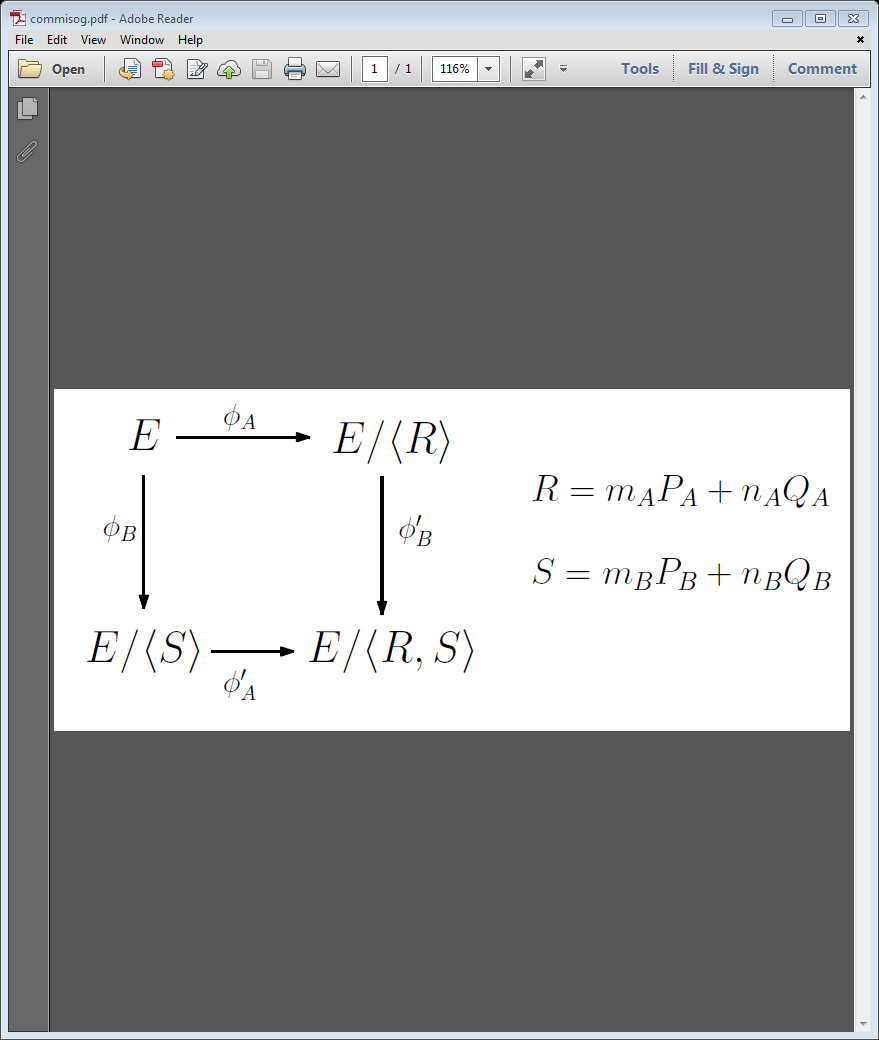 commisog.pdf - Adobe Reader
File Edit View Window Help
Open 1 / 1 116% Tools Fill & Sign Comment
E ϕ_A E/⟨R⟩
R = m_A P_A + n_A Q_A
ϕ_B ϕ′_B
S = m_B P_B + n_B Q_B
E/⟨S⟩ ϕ′_A E/⟨R, S⟩